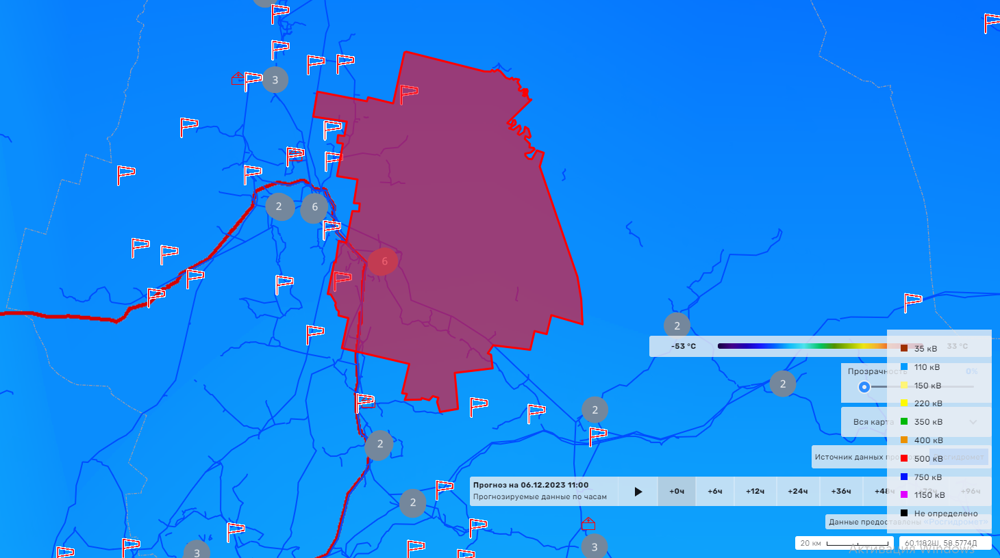 3
2
6
6
2
-53 °C
33 °C
35 кВ
Прозрачность
0%
110 кВ
2
150 кВ
220 кВ
2
Вся карта
350 кВ
400 кВ
2
Источник данных
500 кВ
Росгидромет
750 кВ
Прогноз на 06.12.2023 11:00
Прогнозируемые данные по часам
+0ч
+6ч
+12ч
+24ч
+36ч
+48ч
+72ч
+96ч
1150 кВ
2
Не определено
Данные предоставлены «Росгидромет»
3
3
20 км
60.1182Ш, 58.5774Д
Активация Windows